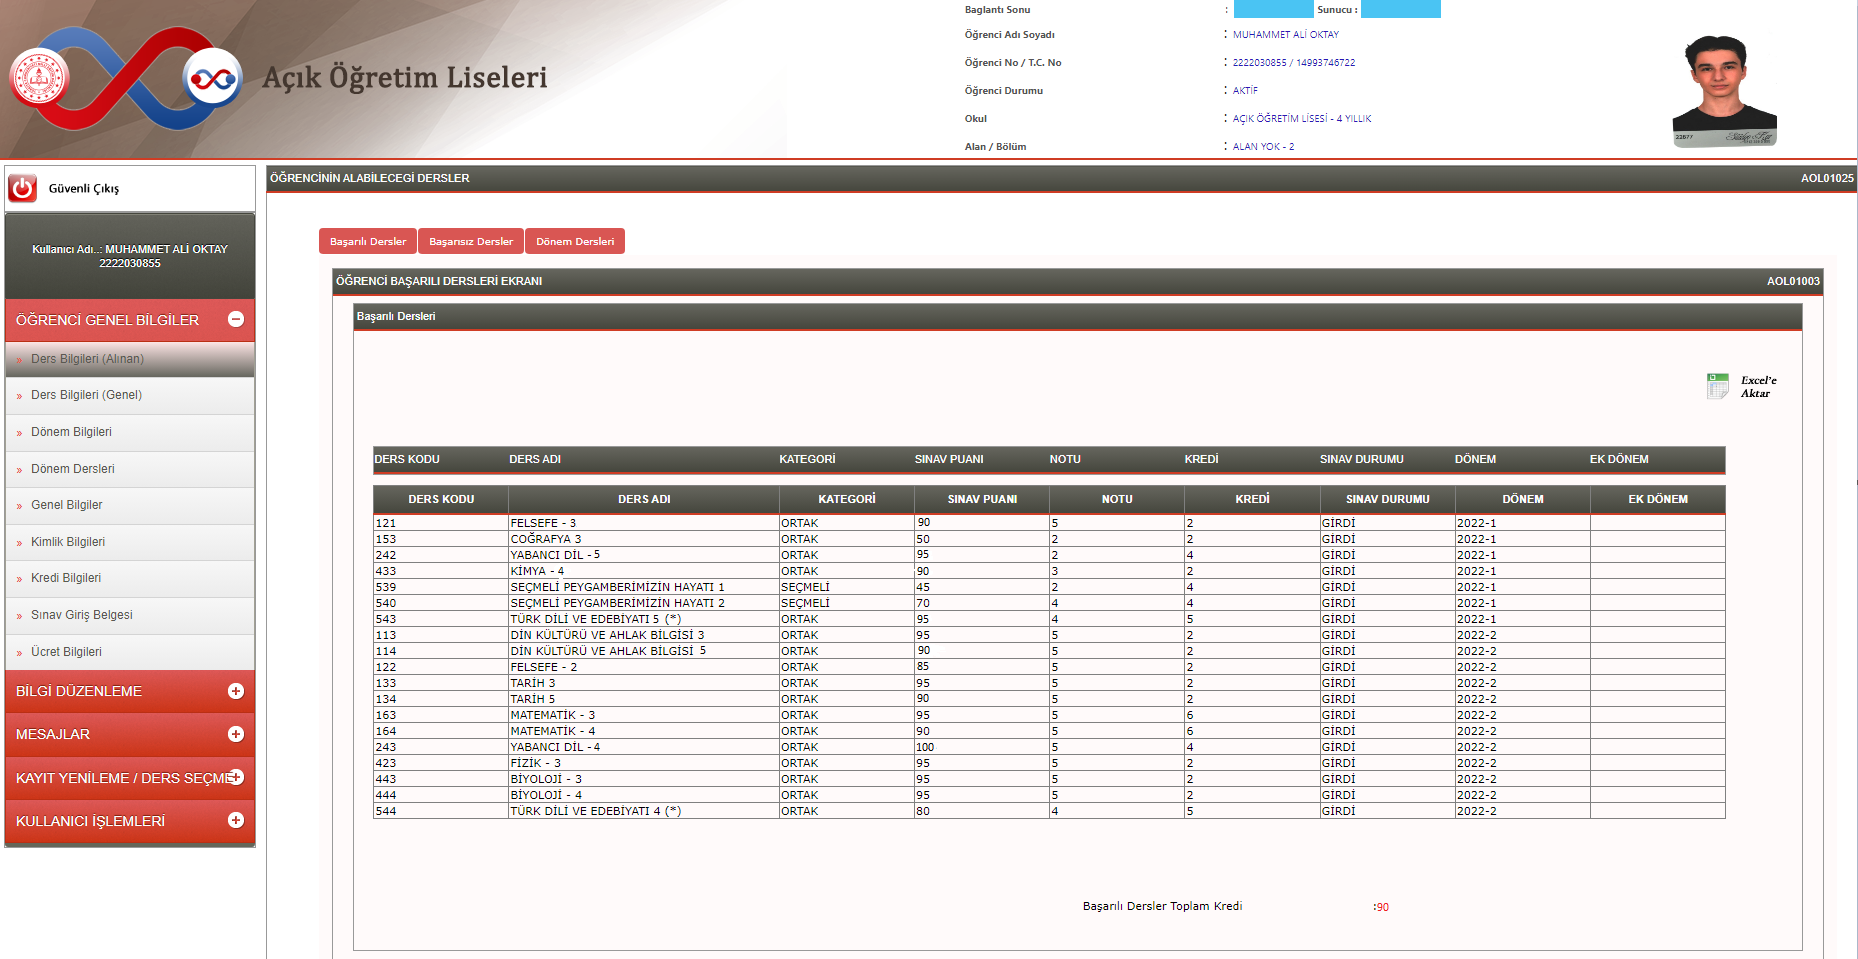 Açık Öğretim Liseleri
Baglantı Sonu : Sunucu :
Öğrenci Adı Soyadı : MUHAMMET ALİ OKTAY
Öğrenci No / T.C. No : 2222030855 / 14993746722
Öğrenci Durumu : AKTİF
Okul : AÇIK ÖĞRETİM LİSESİ - 4 YILLIK
Alan / Bölüm : ALAN YOK - 2
22677
Güvenli Çıkış
Kullanıcı Adı..: MUHAMMET ALİ OKTAY
2222030855
ÖĞRENCİ GENEL BİLGİLER
» Ders Bilgileri (Alınan)
» Ders Bilgileri (Genel)
» Dönem Bilgileri
» Dönem Dersleri
» Genel Bilgiler
» Kimlik Bilgileri
» Kredi Bilgileri
» Sınav Giriş Belgesi
» Ücret Bilgileri
BİLGİ DÜZENLEME
MESAJLAR
KAYIT YENİLEME / DERS SEÇME
KULLANICI İŞLEMLERİ
ÖĞRENCİNİN ALABİLECEGİ DERSLER AOL01025
Başarılı Dersler Başarısız Dersler Dönem Dersleri
ÖĞRENCİ BAŞARILI DERSLERİ EKRANI AOL01003
Başarılı Dersleri
Excel'e
Aktar
DERS KODU DERS ADI KATEGORİ SINAV PUANI NOTU KREDİ SINAV DURUMU DÖNEM EK DÖNEM
DERS KODU DERS ADI KATEGORİ SINAV PUANI NOTU KREDİ SINAV DURUMU DÖNEM EK DÖNEM
121 FELSEFE - 3 ORTAK 90 5 2 GİRDİ 2022-1
153 COĞRAFYA 3 ORTAK 50 2 2 GİRDİ 2022-1
242 YABANCI DİL - 5 ORTAK 95 2 4 GİRDİ 2022-1
433 KİMYA - 4 ORTAK 90 3 2 GİRDİ 2022-1
539 SEÇMELİ PEYGAMBERİMİZİN HAYATI 1 SEÇMELİ 45 2 4 GİRDİ 2022-1
540 SEÇMELİ PEYGAMBERİMİZİN HAYATI 2 SEÇMELİ 70 4 4 GİRDİ 2022-1
543 TÜRK DİLİ VE EDEBİYATI 5 (*) ORTAK 95 4 5 GİRDİ 2022-1
113 DİN KÜLTÜRÜ VE AHLAK BİLGİSİ 3 ORTAK 95 5 2 GİRDİ 2022-2
114 DİN KÜLTÜRÜ VE AHLAK BİLGİSİ 5 ORTAK 90 5 2 GİRDİ 2022-2
122 FELSEFE - 2 ORTAK 85 5 2 GİRDİ 2022-2
133 TARİH 3 ORTAK 95 5 2 GİRDİ 2022-2
134 TARİH 5 ORTAK 90 5 2 GİRDİ 2022-2
163 MATEMATİK - 3 ORTAK 95 5 6 GİRDİ 2022-2
164 MATEMATİK - 4 ORTAK 90 5 6 GİRDİ 2022-2
243 YABANCI DİL - 4 ORTAK 100 5 4 GİRDİ 2022-2
423 FİZİK - 3 ORTAK 95 5 2 GİRDİ 2022-2
443 BİYOLOJİ - 3 ORTAK 95 5 2 GİRDİ 2022-2
444 BİYOLOJİ - 4 ORTAK 95 5 2 GİRDİ 2022-2
544 TÜRK DİLİ VE EDEBİYATI 4 (*) ORTAK 80 4 5 GİRDİ 2022-2
Başarılı Dersler Toplam Kredi :90